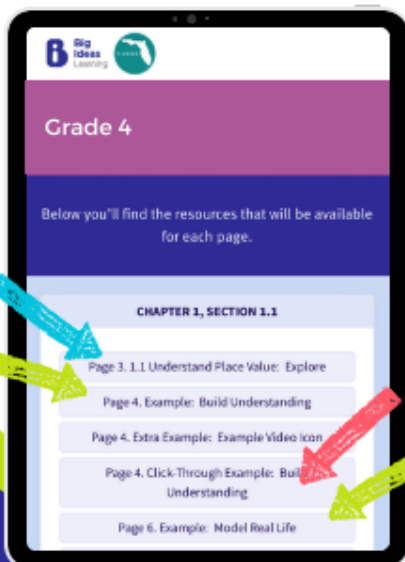 Big
Ideas
Learning
Grade 4
Below you"ll find the resources that will be available
for each page.
CHAPTER 1, SECTION 1.1
Page 3. 1.1 Understand Place Value: Explore
Page 4. Example: Build Understanding
Page 4. Extra Example: Example Video Icon
Page 4. Click-Through Example:
Understanding
Page 6. Example: Model Real Life